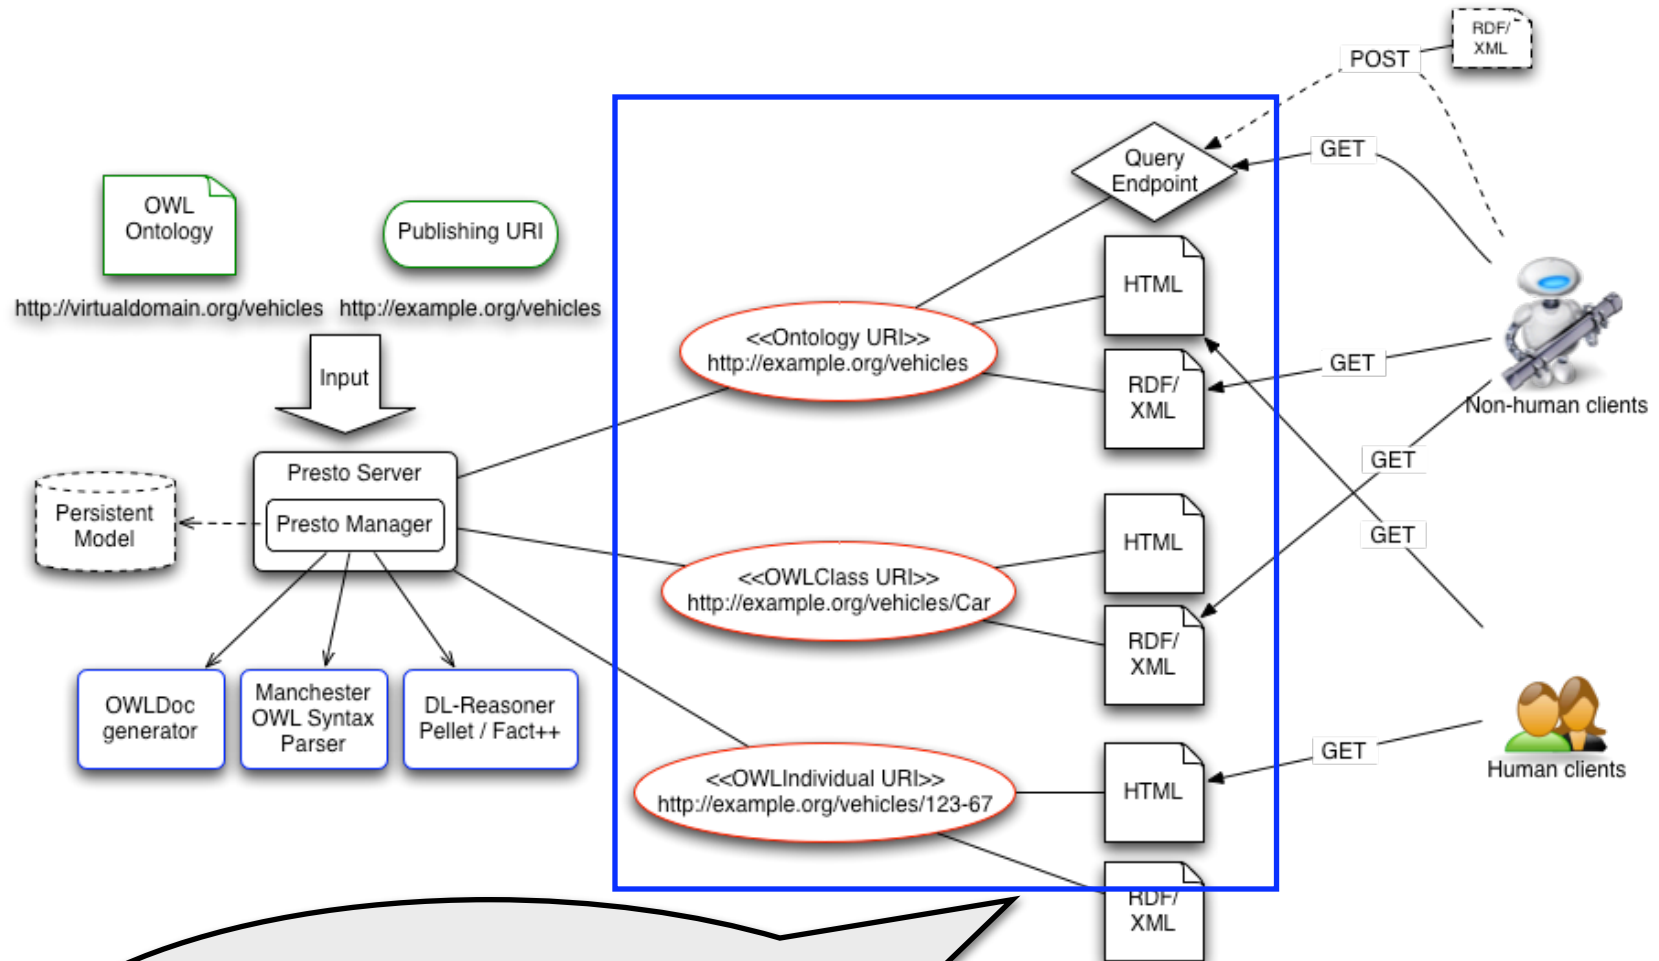 RDF/
XML
POST
GET
Query
Endpoint
OWL
Ontology
Publishing URI
http://virtualdomain.org/vehicles
http://example.org/vehicles
Input
HTML
<<Ontology URI>>
http://example.org/vehicles
RDF/
XML
GET
Non-human clients
GET
GET
Presto Server
Presto Manager
Persistent
Model
HTML
<<OWLClass URI>>
http://example.org/vehicles/Car
RDF/
XML
OWLDoc
generator
Manchester
OWL Syntax
Parser
DL-Reasoner
Pellet / Fact++
<<OWLIndividual URI>>
http://example.org/vehicles/123-67
HTML
GET
Human clients
RDF/
XML